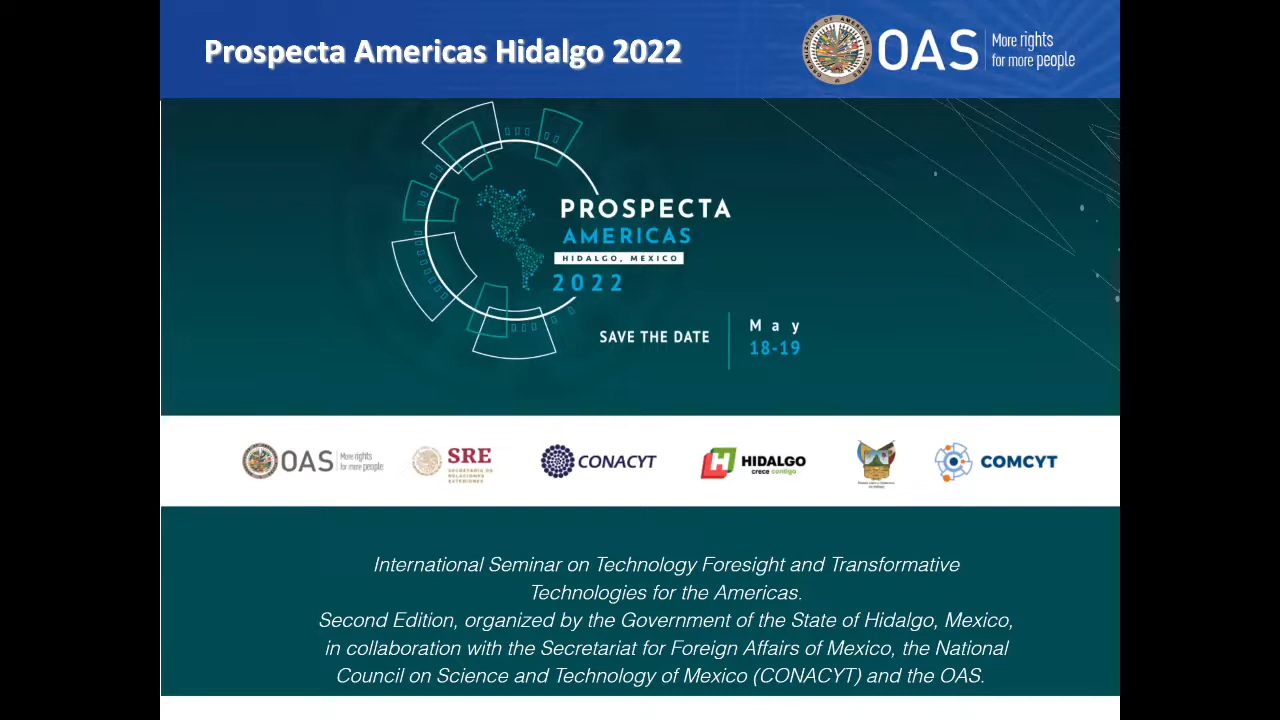 Prospecta Americas Hidalgo 2022
OAS
More rights
for more people
PROSPECTA
AMERICAS
HIDALGO, MEXICO
2022
SAVE THE DATE
May
18-19
OAS
More rights
for more people
SRE
SECRETARÍA DE
RELACIONES
EXTERIORES
CONACYT
HIDALGO
crece contigo
COMCYT
International Seminar on Technology Foresight and Transformative
Technologies for the Americas.
Second Edition, organized by the Government of the State of Hidalgo, Mexico,
in collaboration with the Secretariat for Foreign Affairs of Mexico, the National
Council on Science and Technology of Mexico (CONACYT) and the OAS.